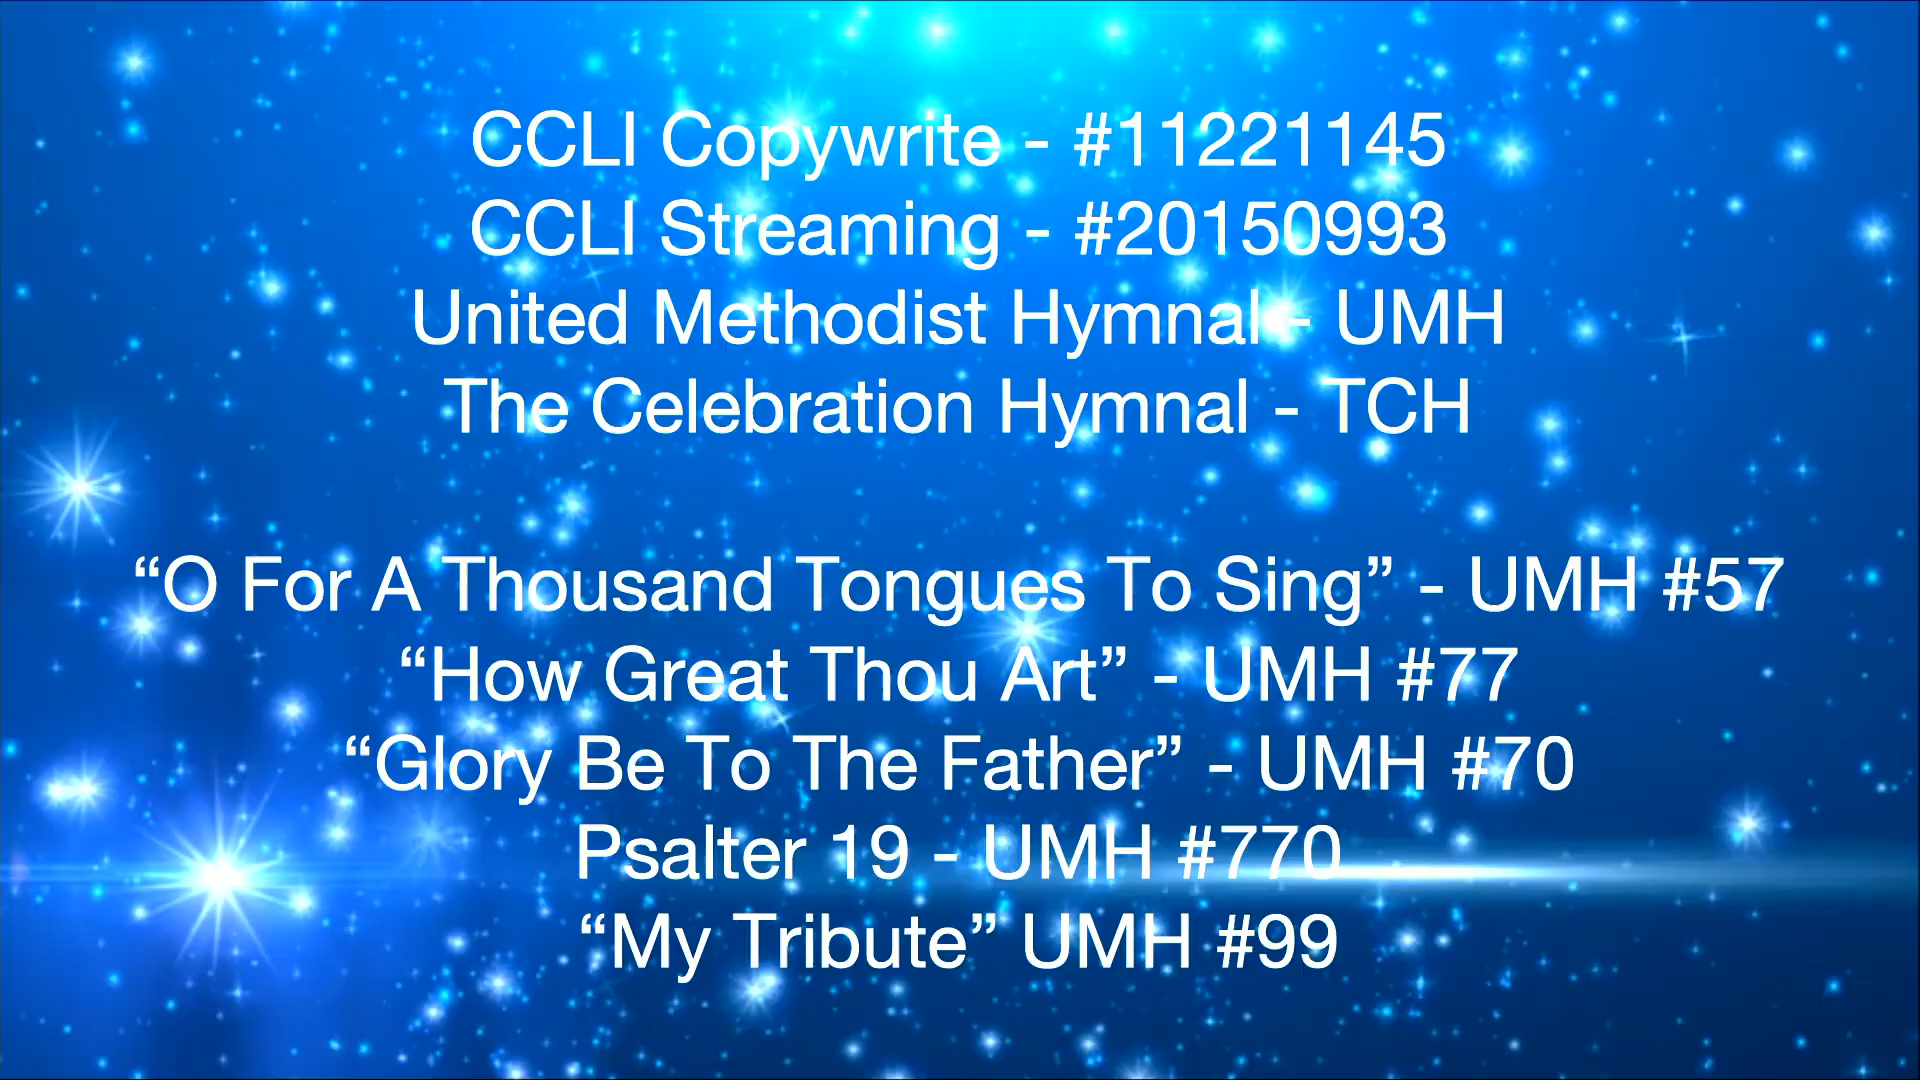 CCLI Copywrite - #11221145
CCLI Streaming - #20150993
United Methodist Hymnal - UMH
The Celebration Hymnal - TCH
“O For A Thousand Tongues To Sing” - UMH #57
“How Great Thou Art” - UMH #77
“Glory Be To The Father” - UMH #70
Psalter 19 - UMH #770
“My Tribute” UMH #99